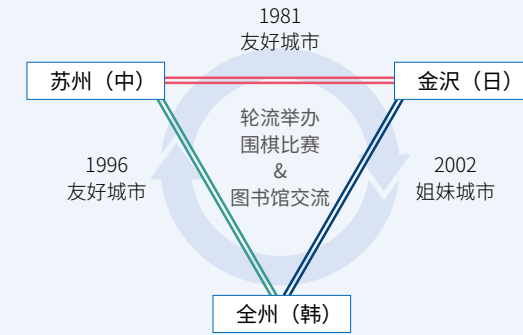 1981
友好城市
苏州（中）
金沢（日）
轮流举办
围棋比赛
&
图书馆交流
1996
友好城市
2002
姐妹城市
全州（韩）